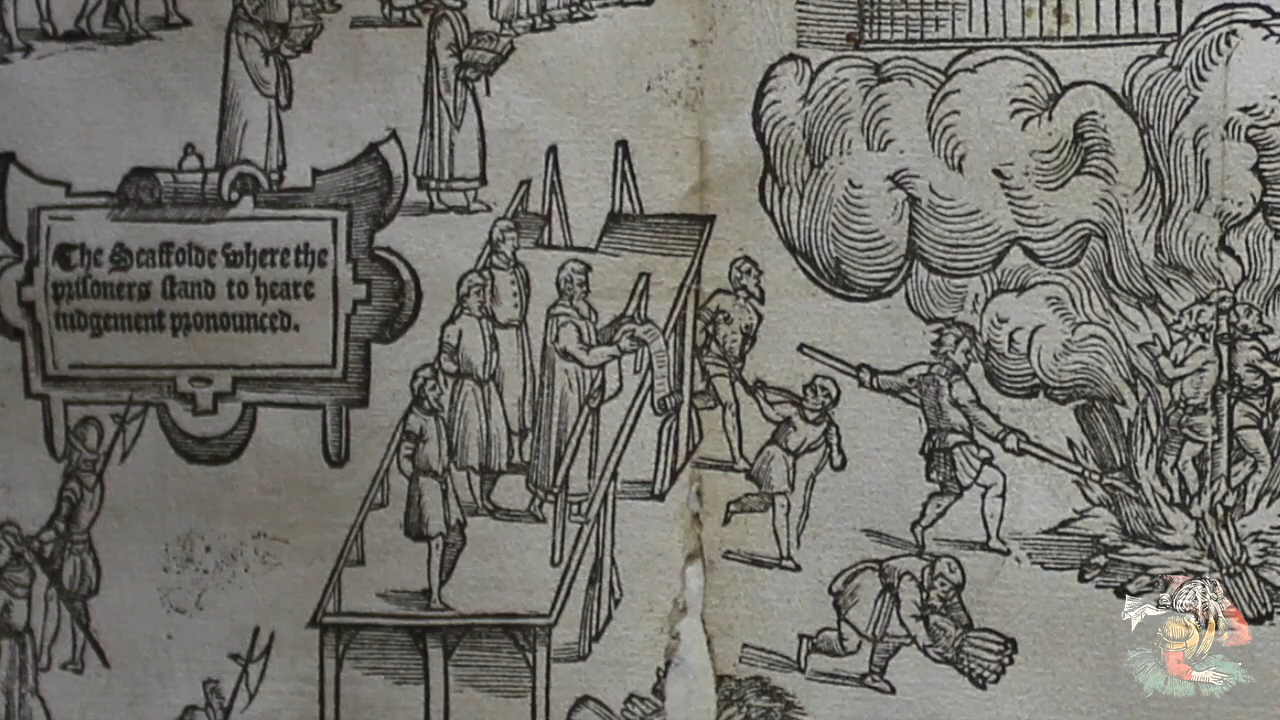 The Scaffolde where the
prisoners stand to heare
iudgement pronounced.